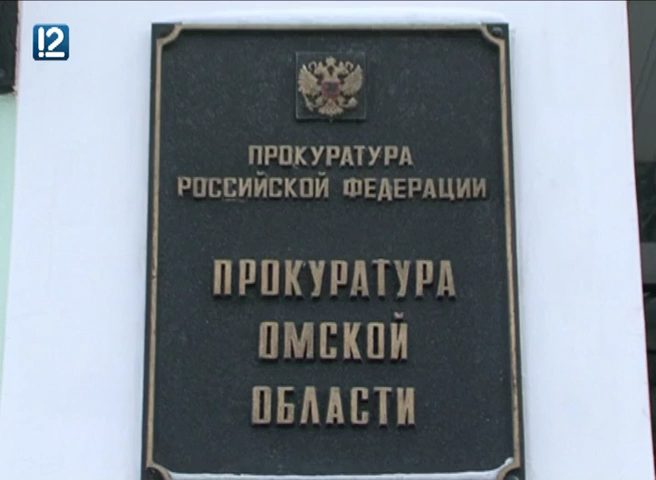 12
ПРОКУРАТУРА
РОССИЙСКОЙ ФЕДЕРАЦИИ
ПРОКУРАТУРА
ОМСКОЙ
ОБЛАСТИ